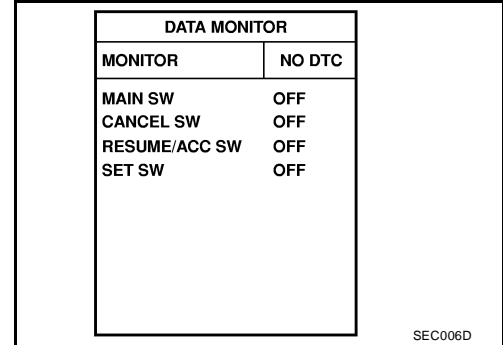 DATA MONITOR
MONITOR NO DTC
MAIN SW OFF
CANCEL SW OFF
RESUME/ACC SW OFF
SET SW OFF
SEC006D